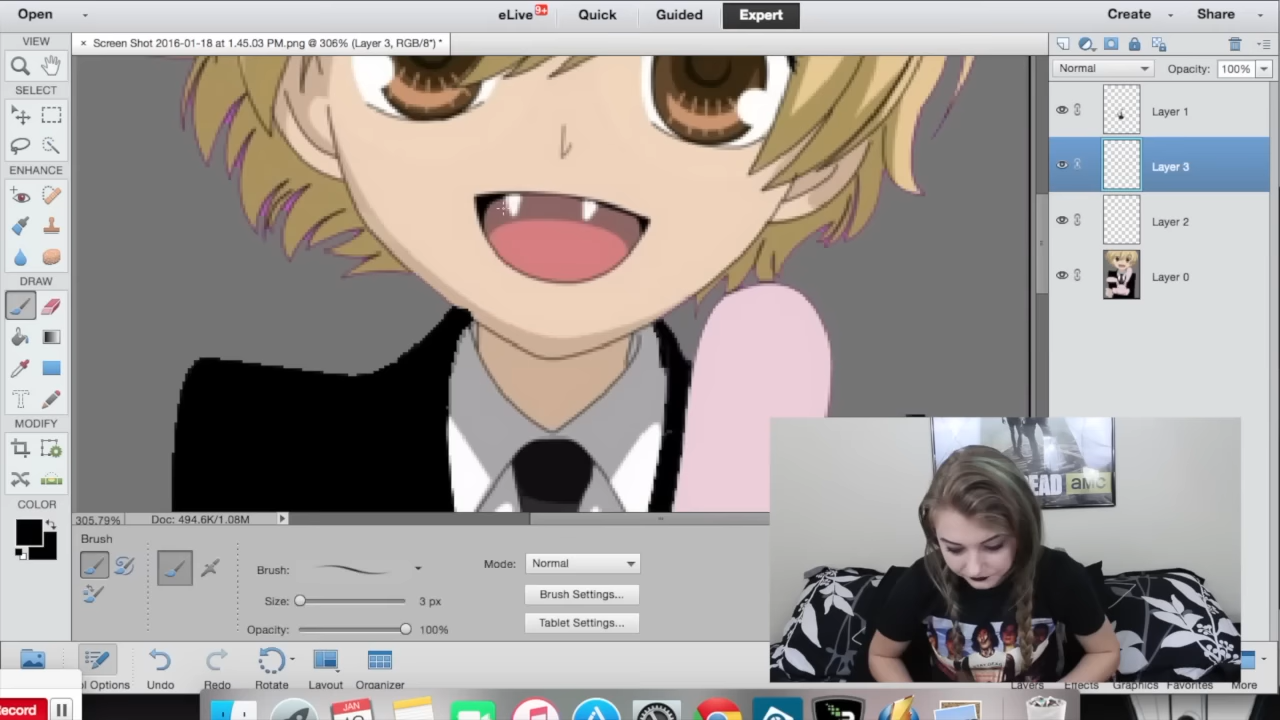 Open
eLive
9+
Quick
Guided
Expert
Create
Share
VIEW
× Screen Shot 2016-01-18 at 1.45.03 PM.png @ 306% (Layer 3, RGB/8*) *
SELECT
Normal
Opacity: 100%
Layer 1
ENHANCE
Layer 3
Layer 2
DRAW
Layer 0
T
MODIFY
COLOR
DEAD
amc
305.79%
Doc: 494.6K/1.08M
Brush
Brush:
Mode: Normal
Size:
3 px
Brush Settings...
Opacity:
100%
Tablet Settings...
l Options
Undo
Redo
Rotate
Layout
Organizer
Layers
Effects
Graphics
Favorites
More
Record
JAN